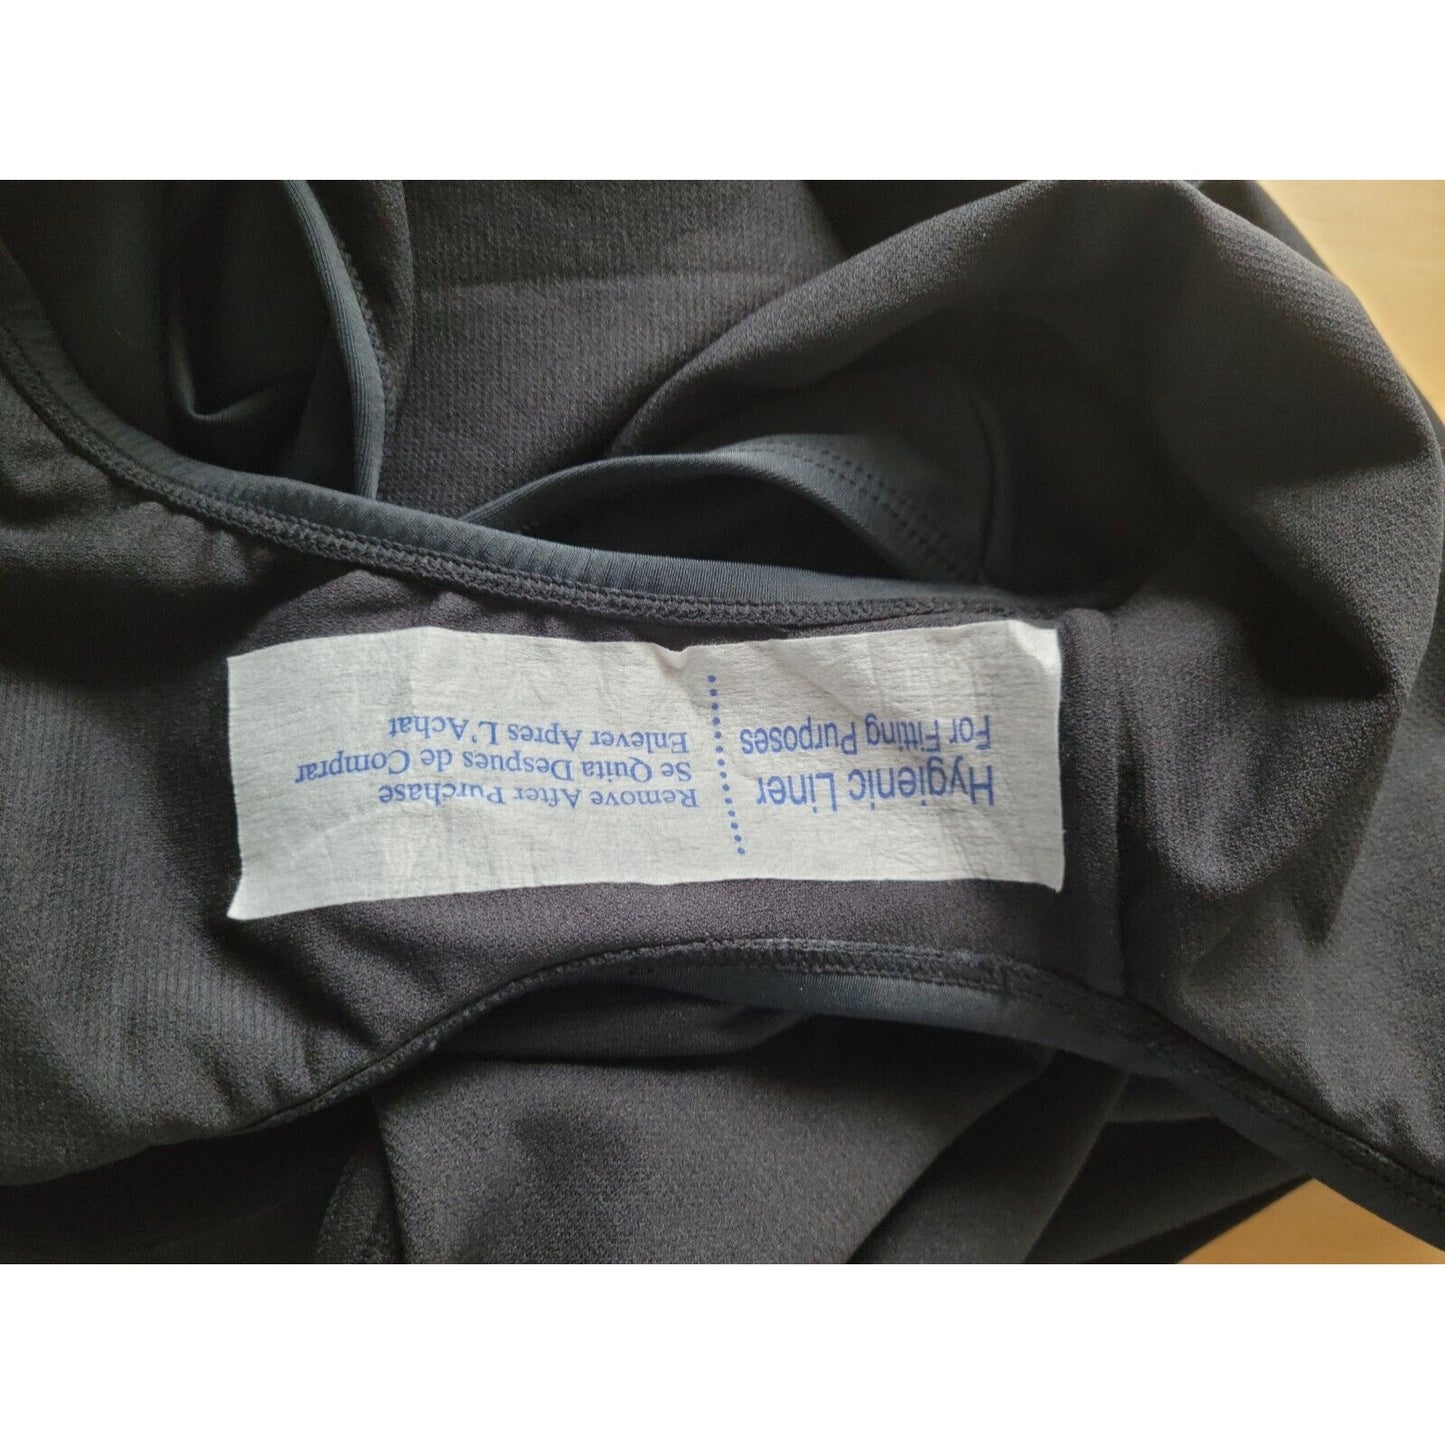 Hygienic Liner
For Fitting Purposes
Remove After Purchase
Se Quita Despues de Comprar
Enlever Apres L'Achat